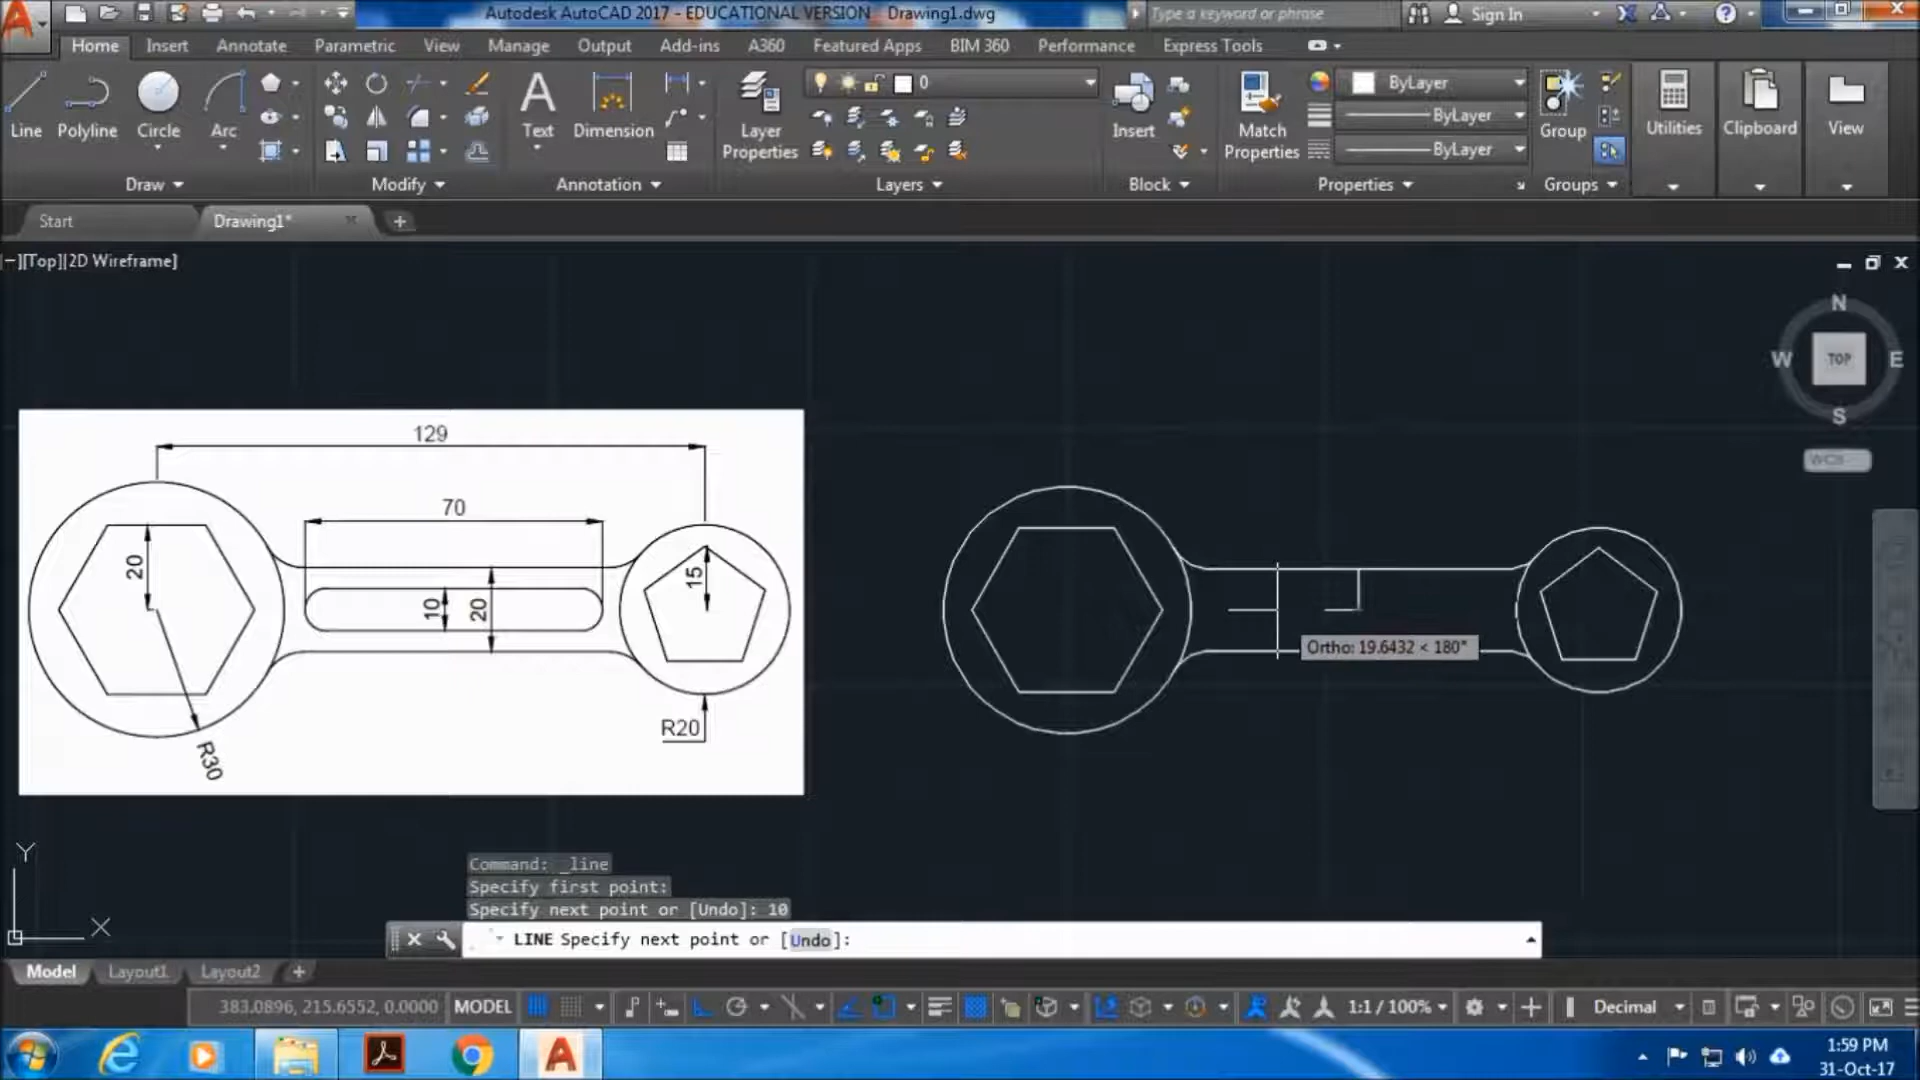 Autodesk AutoCAD 2017 - EDUCATIONAL VERSION Drawing1.dwg
Type a keyword or phrase
Sign In
Home Insert Annotate Parametric View Manage Output Add-ins A360 Featured Apps BIM 360 Performance Express Tools
0
ByLayer
ByLayer
ByLayer
Line Polyline Circle Arc
Text Dimension
Layer Properties
Insert
Match Properties
Group
Utilities
Clipboard
View
Draw Modify Annotation Layers Block Properties Groups
Start Drawing1*
[Top][2D Wireframe]
N
W TOP E
S
WCS
129
70
20
10
20
15
R20
R30
Ortho: 19.6432 < 180°
Y
X
Command: _line
Specify first point:
Specify next point or [Undo]: 10
LINE Specify next point or [Undo]:
Model Layout1 Layout2
383.0896, 215.6552, 0.0000 MODEL 1:1 / 100% Decimal
1:59 PM
31-Oct-17